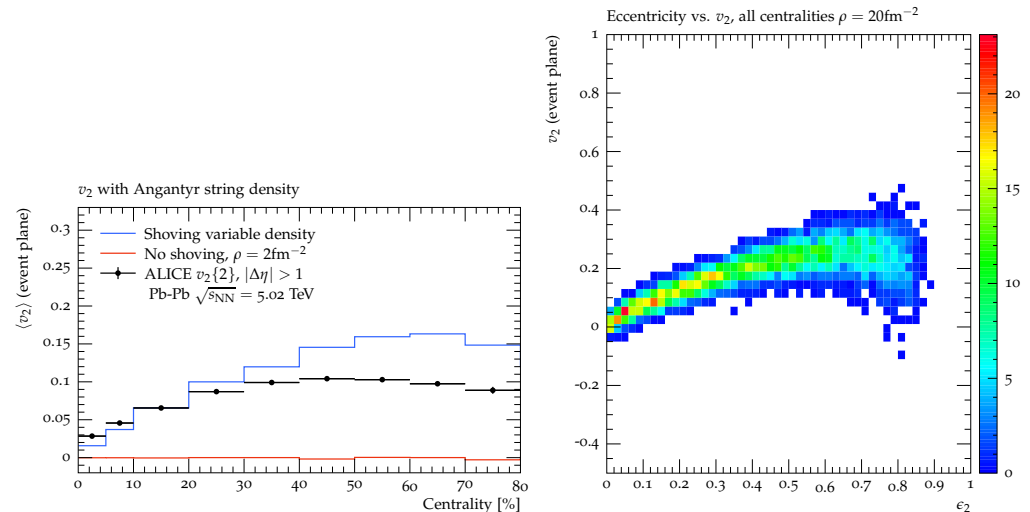 v₂ with Angantyr string density
⟨v₂⟩ (event plane)
0.3
0.25
0.2
0.15
0.1
0.05
0
Shoving variable density
No shoving, ρ = 2fm⁻²
ALICE v₂{2}, |Δη| > 1
Pb-Pb √sNN = 5.02 TeV
0 10 20 30 40 50 60 70 80
Centrality [%]
Eccentricity vs. v₂, all centralities ρ = 20fm⁻²
v₂ (event plane)
1
0.8
0.6
0.4
0.2
0
-0.2
-0.4
0 0.1 0.2 0.3 0.4 0.5 0.6 0.7 0.8 0.9 1
ϵ₂
20
15
10
5
0